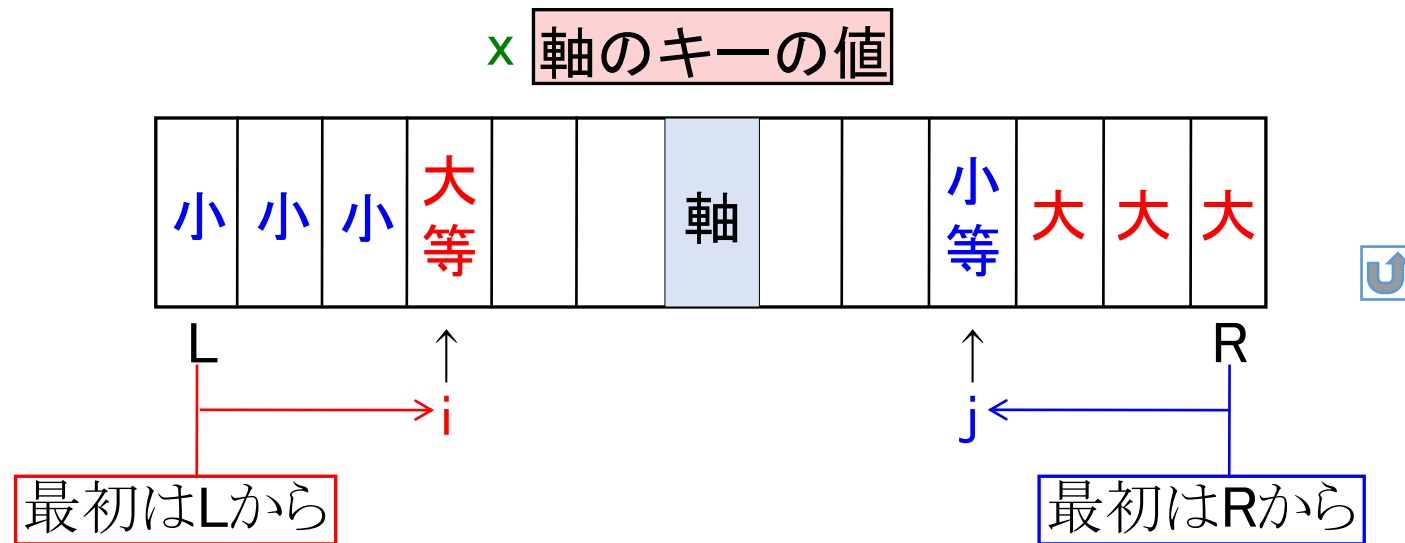 x 軸のキーの値
小 小 小 大等 軸 小等 大 大 大
L R
i j
最初はLから 最初はRから